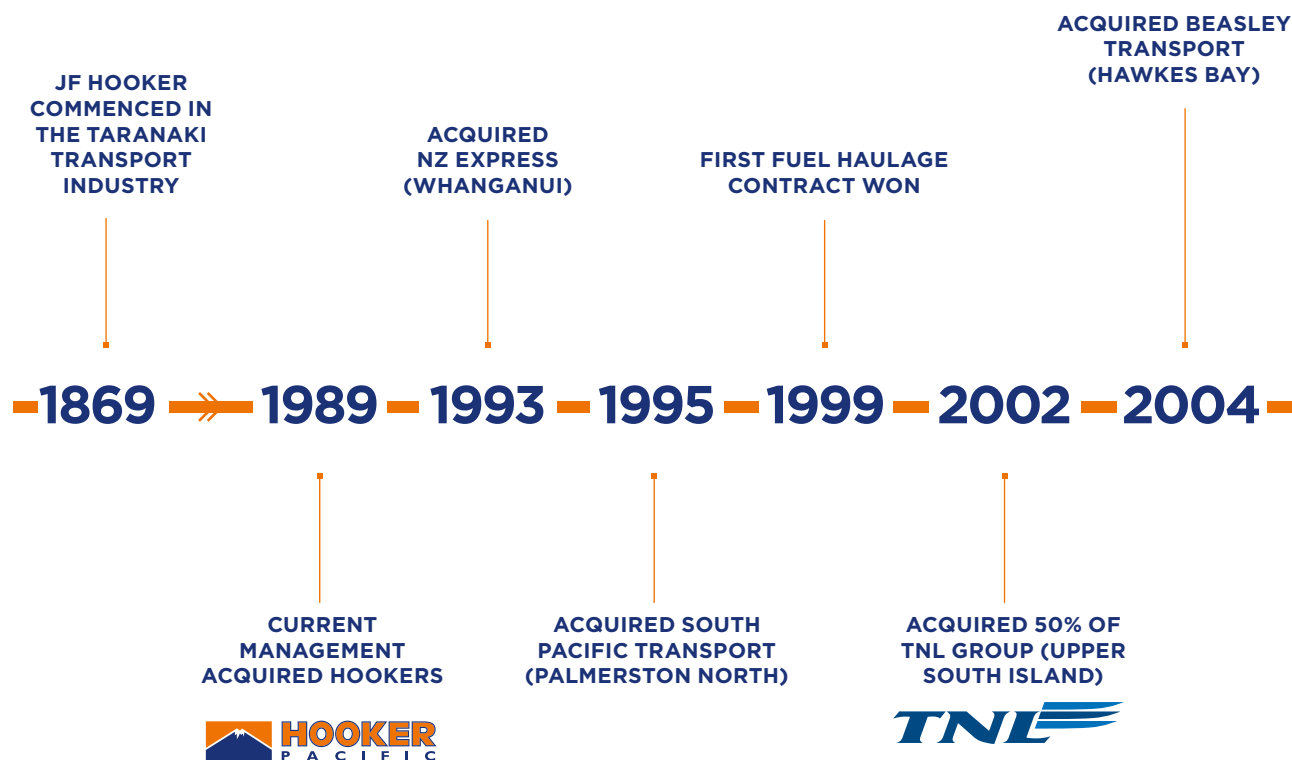 JF HOOKER
COMMENCED IN
THE TARANAKI
TRANSPORT
INDUSTRY
ACQUIRED
NZ EXPRESS
(WHANGANUI)
FIRST FUEL HAULAGE
CONTRACT WON
ACQUIRED BEASLEY
TRANSPORT
(HAWKES BAY)
1869 1989 1993 1995 1999 2002 2004
CURRENT
MANAGEMENT
ACQUIRED HOOKERS
HOOKER
PACIFIC
ACQUIRED SOUTH
PACIFIC TRANSPORT
(PALMERSTON NORTH)
ACQUIRED 50% OF
TNL GROUP (UPPER
SOUTH ISLAND)
TNL